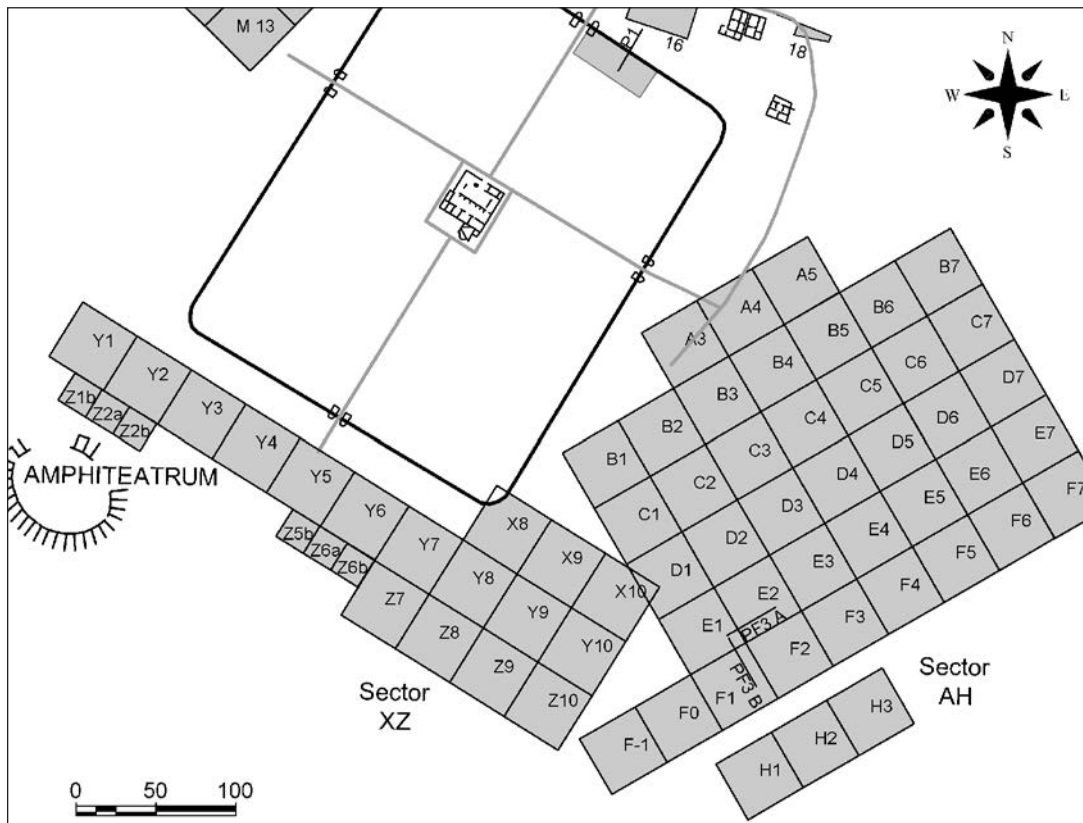 M 13
P1
16
18
N
W E
S
A3 A4 A5
B1 B2 B3 B4 B5 B6 B7
C1 C2 C3 C4 C5 C6 C7
D1 D2 D3 D4 D5 D6 D7
E1 E2 E3 E4 E5 E6 E7
F-1 F0 F1 F2 F3 F4 F5 F6 F7
PF3 A
PF3 B
H1 H2 H3
Sector
AH
Y1 Y2 Y3 Y4 Y5 Y6 Y7 Y8 Y9 Y10
Z1b Z2a Z2b
Z5b Z6a Z6b
X8 X9 X10
Z7 Z8 Z9 Z10
Sector
XZ
AMPHITEATRUM
0 50 100